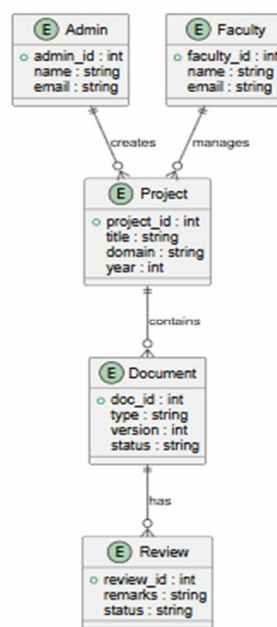 E Admin
admin_id : int
name : string
email : string
E Faculty
faculty_id : int
name : string
email : string
creates
manages
E Project
project_id : int
title : string
domain : string
year : int
contains
E Document
doc_id : int
type : string
version : int
status : string
has
E Review
review_id : int
remarks : string
status : string